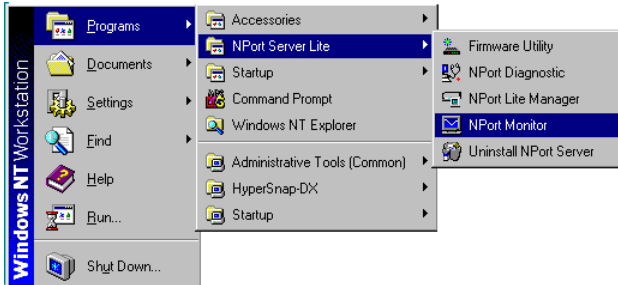 Windows NT Workstation
Programs
Documents
Settings
Find
Help
Run...
Shut Down...
Accessories
NPort Server Lite
Startup
Command Prompt
Windows NT Explorer
Administrative Tools (Common)
HyperSnap-DX
Startup
Firmware Utility
NPort Diagnostic
NPort Lite Manager
NPort Monitor
Uninstall NPort Server